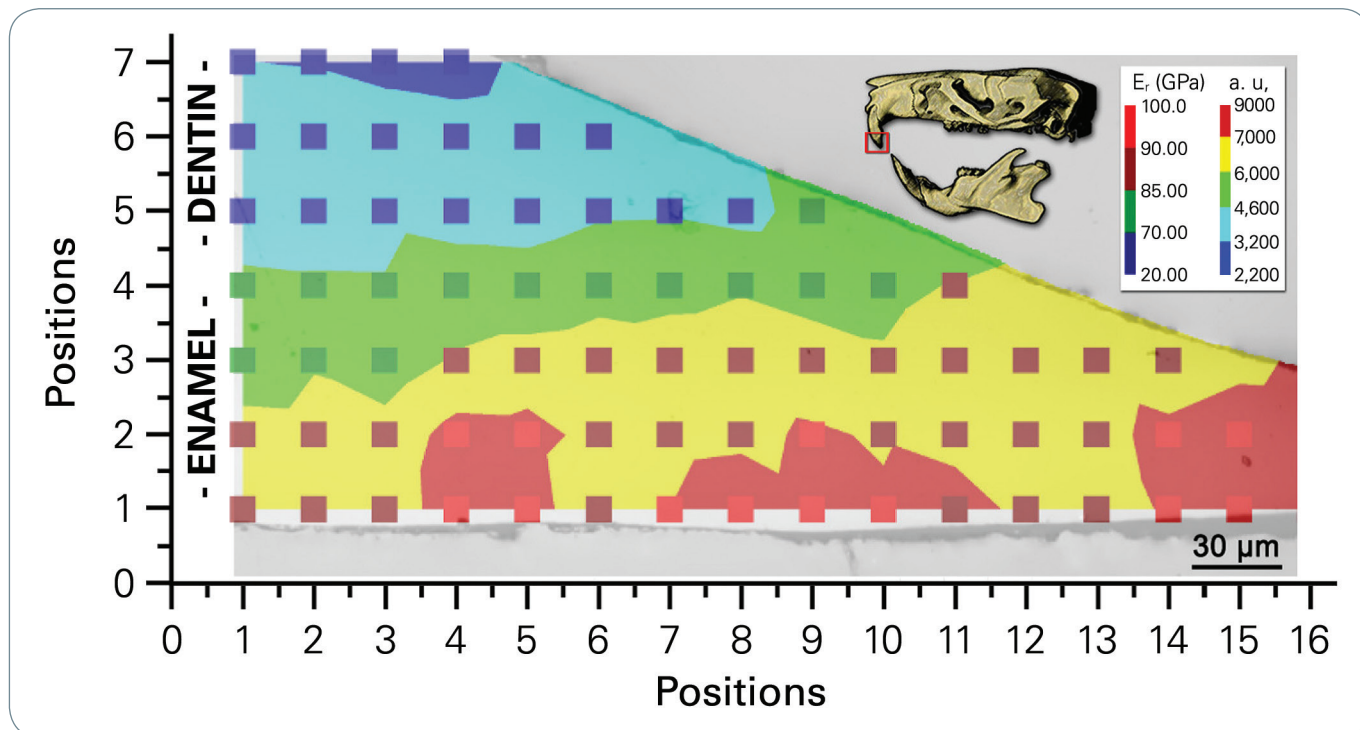 Er (GPa)
a. u,
100.0
90.00
85.00
70.00
20.00
9000
7000
6,000
4,600
3,200
2,200
7
6
5
4
3
2
1
0
Positions
- ENAMEL - - DENTIN -
30 µm
0 1 2 3 4 5 6 7 8 9 10 11 12 13 14 15 16
Positions